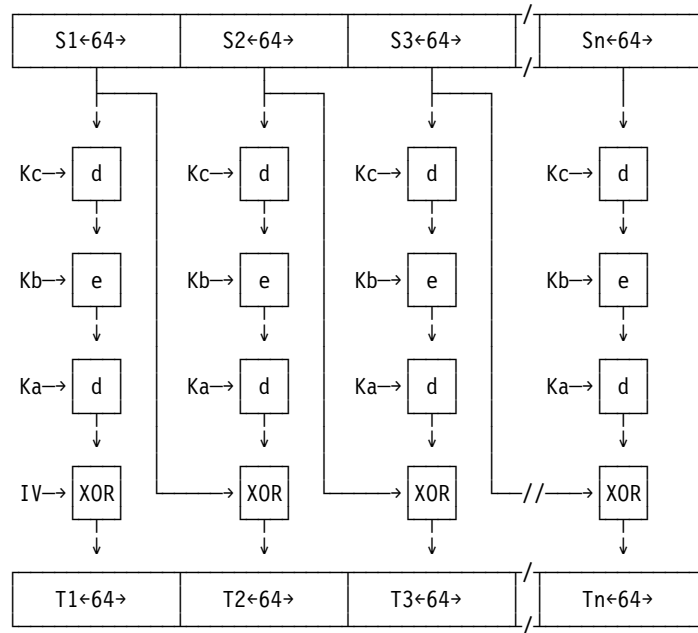 S1←64→ S2←64→ S3←64→ // Sn←64→
Kc→ d Kc→ d Kc→ d Kc→ d
Kb→ e Kb→ e Kb→ e Kb→ e
Ka→ d Ka→ d Ka→ d Ka→ d
IV→ XOR XOR XOR // XOR
T1←64→ T2←64→ T3←64→ // Tn←64→